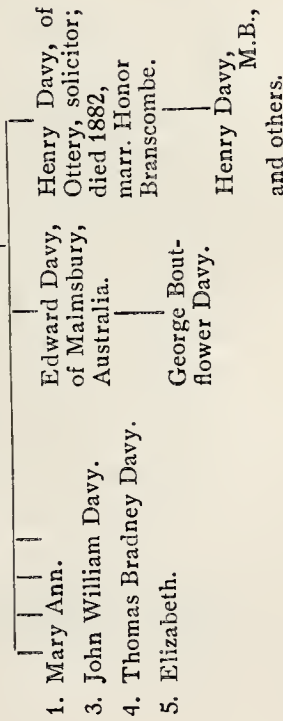 1. Mary Ann.
3. John William Davy.
4. Thomas Bradney Davy.
5. Elizabeth.
Edward Davy,
of Malmsbury,
Australia.
George Bout-
flower Davy.
Henry Davy, of
Ottery, solicitor;
died 1882,
marr. Honor
Branscombe.
Henry Davy,
M.B.,
and others.